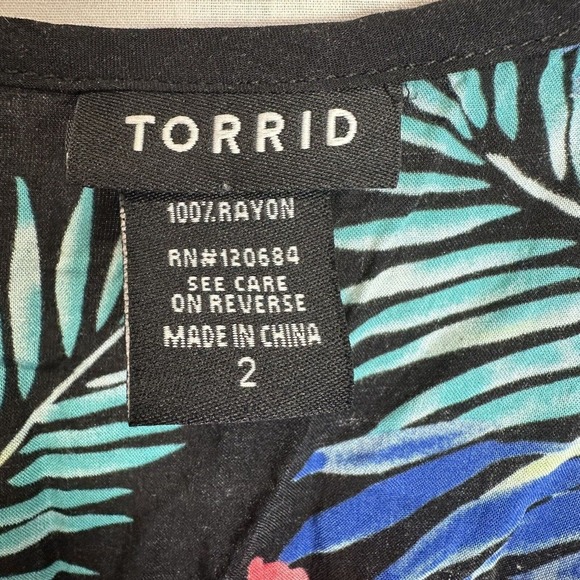 TORRID
100% RAYON
RN#120684
SEE CARE
ON REVERSE
MADE IN CHINA
2